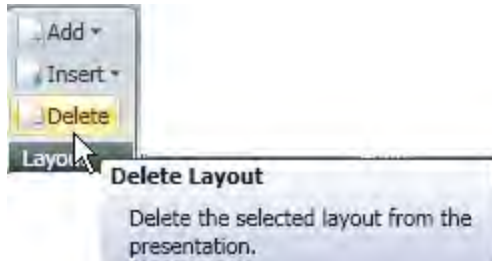 Add
Insert
Delete
Delete Layout
Delete the selected layout from the
presentation.